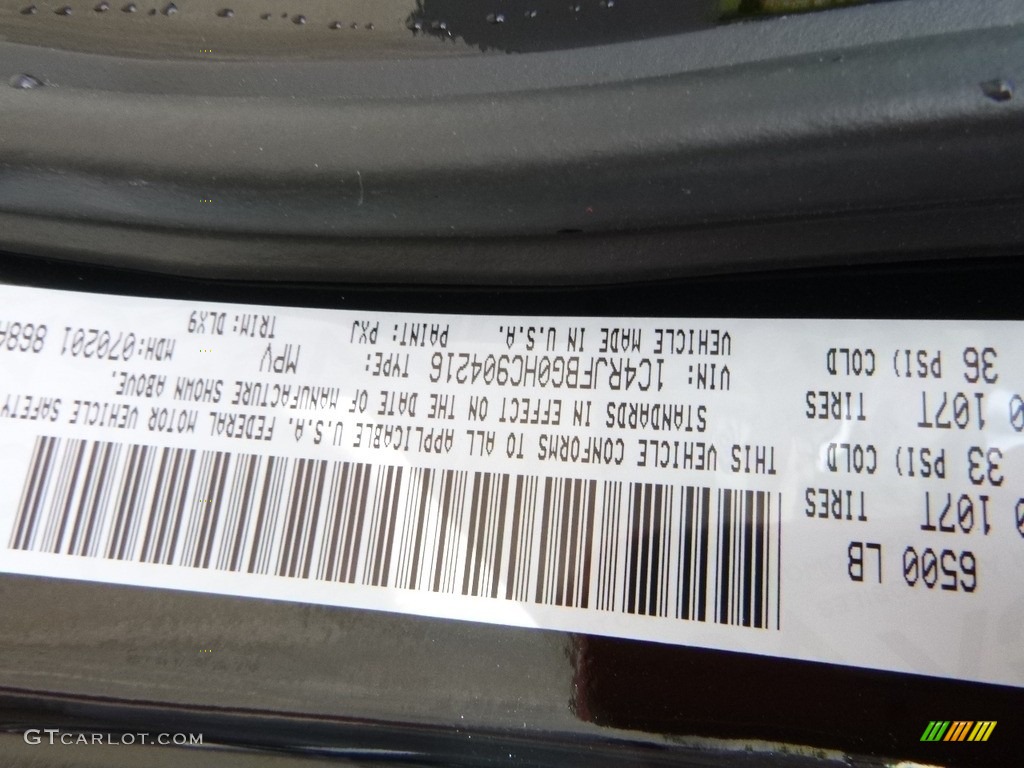 6500 LB
107T TIRES
33 PSI) COLD
107T TIRES
36 PSI) COLD
THIS VEHICLE CONFORMS TO ALL APPLICABLE U.S.A. FEDERAL MOTOR VEHICLE SAFETY
STANDARDS IN EFFECT ON THE DATE OF MANUFACTURE SHOWN ABOVE.
VIN: 1C4RJFBG0HC904216 TYPE: MPV MDH:070201 868A
VEHICLE MADE IN U.S.A. PAINT: PXJ TRIM: DLX9
GTCARLOT.COM